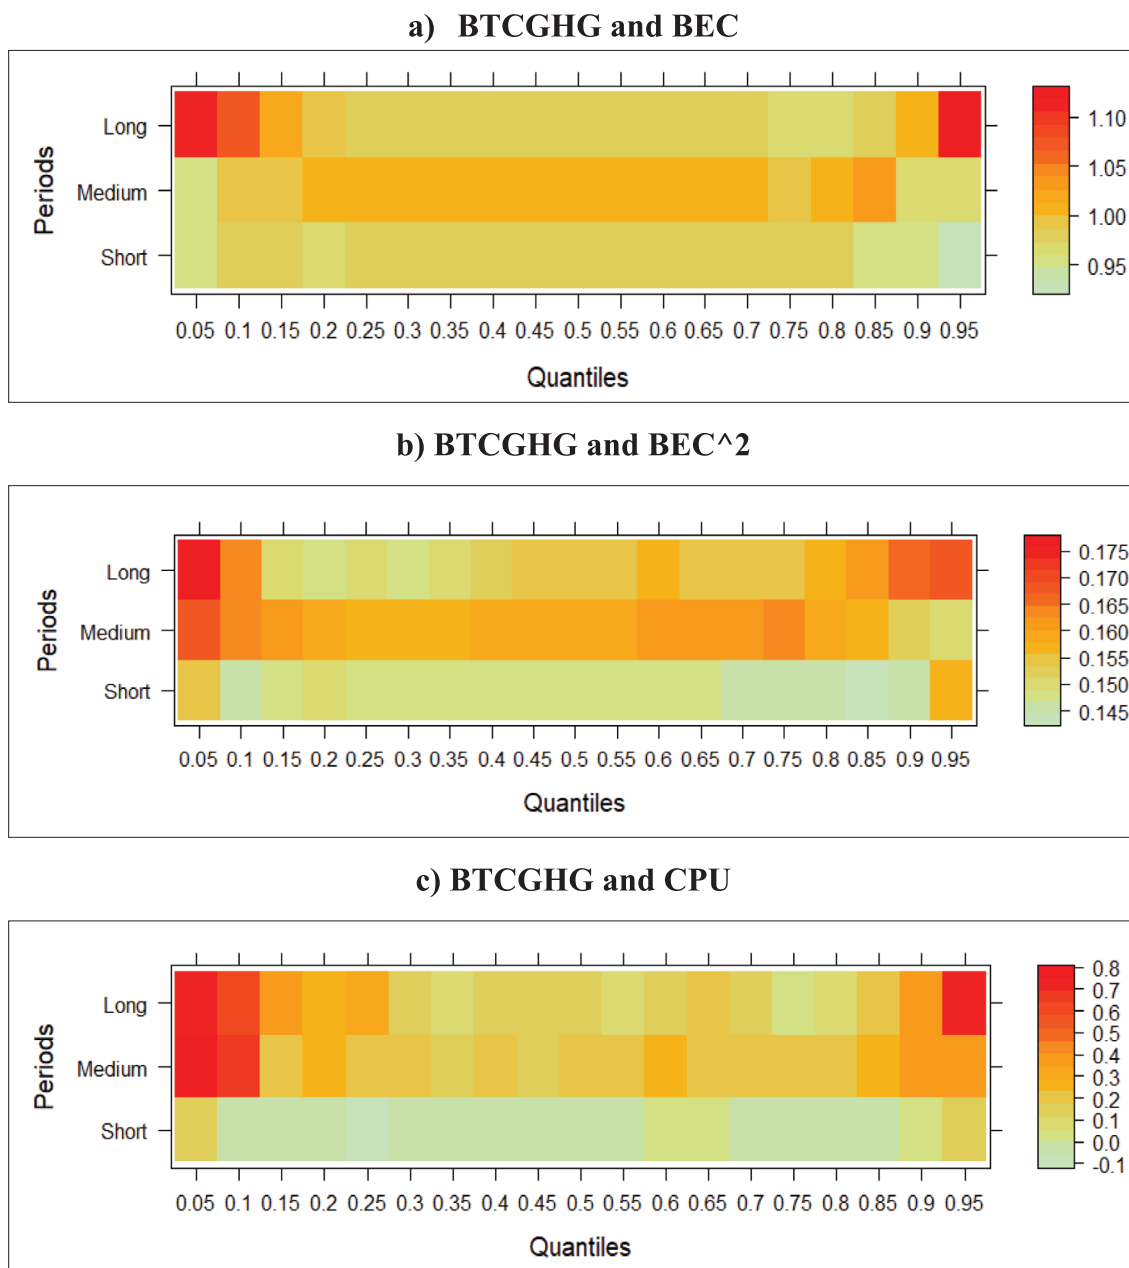 a) BTCGHG and BEC
Periods
Long
Medium
Short
0.05 0.1 0.15 0.2 0.25 0.3 0.35 0.4 0.45 0.5 0.55 0.6 0.65 0.7 0.75 0.8 0.85 0.9 0.95
Quantiles
1.10
1.05
1.00
0.95
b) BTCGHG and BEC^2
Periods
Long
Medium
Short
0.05 0.1 0.15 0.2 0.25 0.3 0.35 0.4 0.45 0.5 0.55 0.6 0.65 0.7 0.75 0.8 0.85 0.9 0.95
Quantiles
0.175
0.170
0.165
0.160
0.155
0.150
0.145
c) BTCGHG and CPU
Periods
Long
Medium
Short
0.05 0.1 0.15 0.2 0.25 0.3 0.35 0.4 0.45 0.5 0.55 0.6 0.65 0.7 0.75 0.8 0.85 0.9 0.95
Quantiles
0.8
0.7
0.6
0.5
0.4
0.3
0.2
0.1
0.0
-0.1